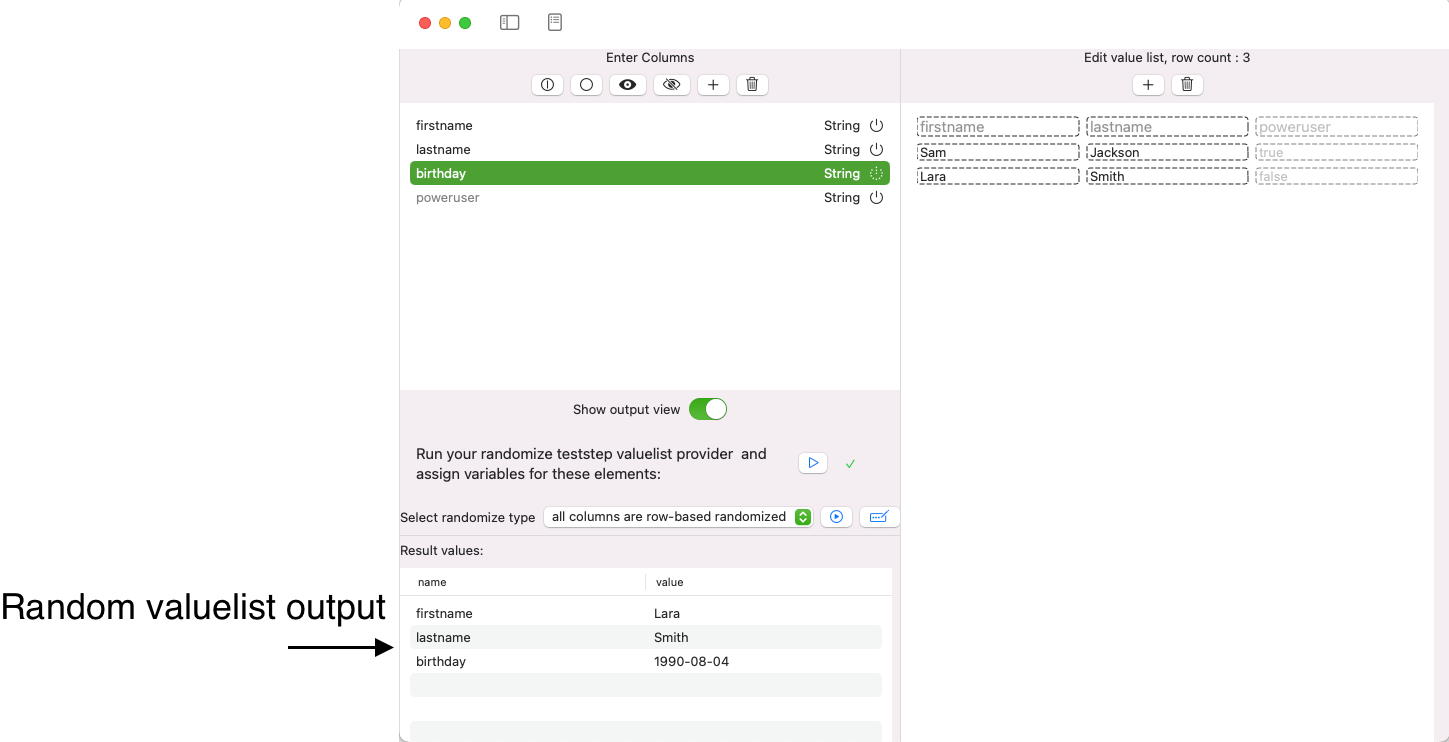 Enter Columns
Edit value list, row count : 3
firstname String
lastname String
birthday String
poweruser String
firstname lastname poweruser
Sam Jackson true
Lara Smith false
Show output view
Run your randomize teststep valuelist provider and
assign variables for these elements:
Select randomize type all columns are row-based randomized
Result values:
name value
firstname Lara
lastname Smith
birthday 1990-08-04
Random valuelist output